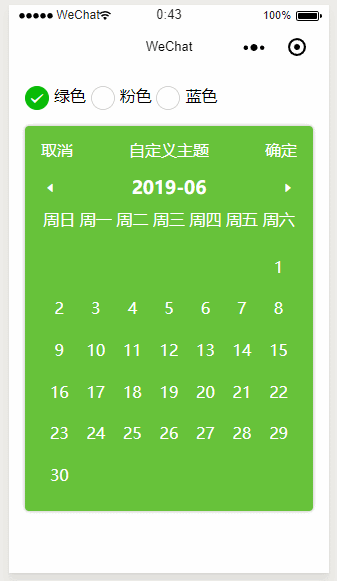 WeChat 0:43 100%
WeChat
绿色 粉色 蓝色
取消 自定义主题 确定
2019-06
周日 周一 周二 周三 周四 周五 周六
1
2 3 4 5 6 7 8
9 10 11 12 13 14 15
16 17 18 19 20 21 22
23 24 25 26 27 28 29
30